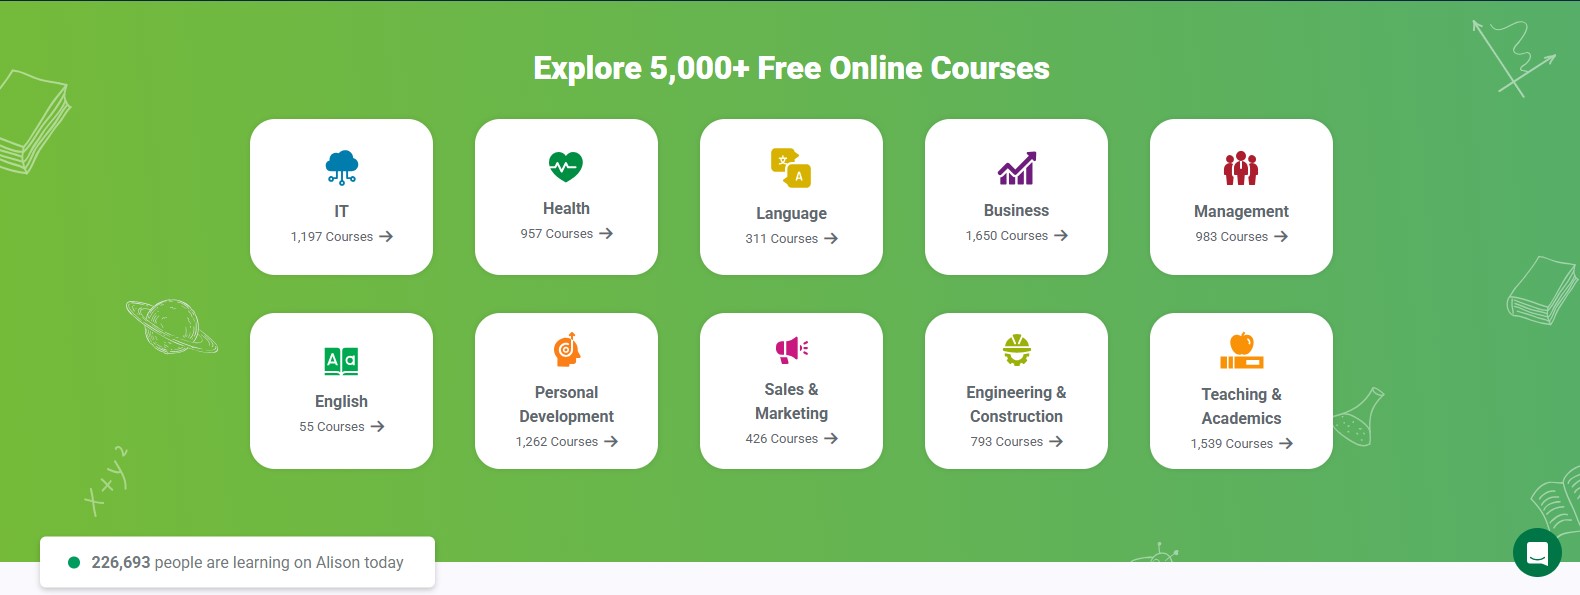 Explore 5,000+ Free Online Courses
IT
1,197 Courses
Health
957 Courses
文
A
Language
311 Courses
Business
1,650 Courses
Management
983 Courses
A a
English
55 Courses
Personal
Development
1,262 Courses
Sales &
Marketing
426 Courses
Engineering &
Construction
793 Courses
Teaching &
Academics
1,539 Courses
x+y²
226,693 people are learning on Alison today